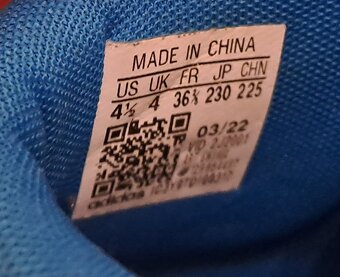 MADE IN CHINA
US UK FR JP CHN
4½ 4 36⅔ 230 225
03/22
adidas